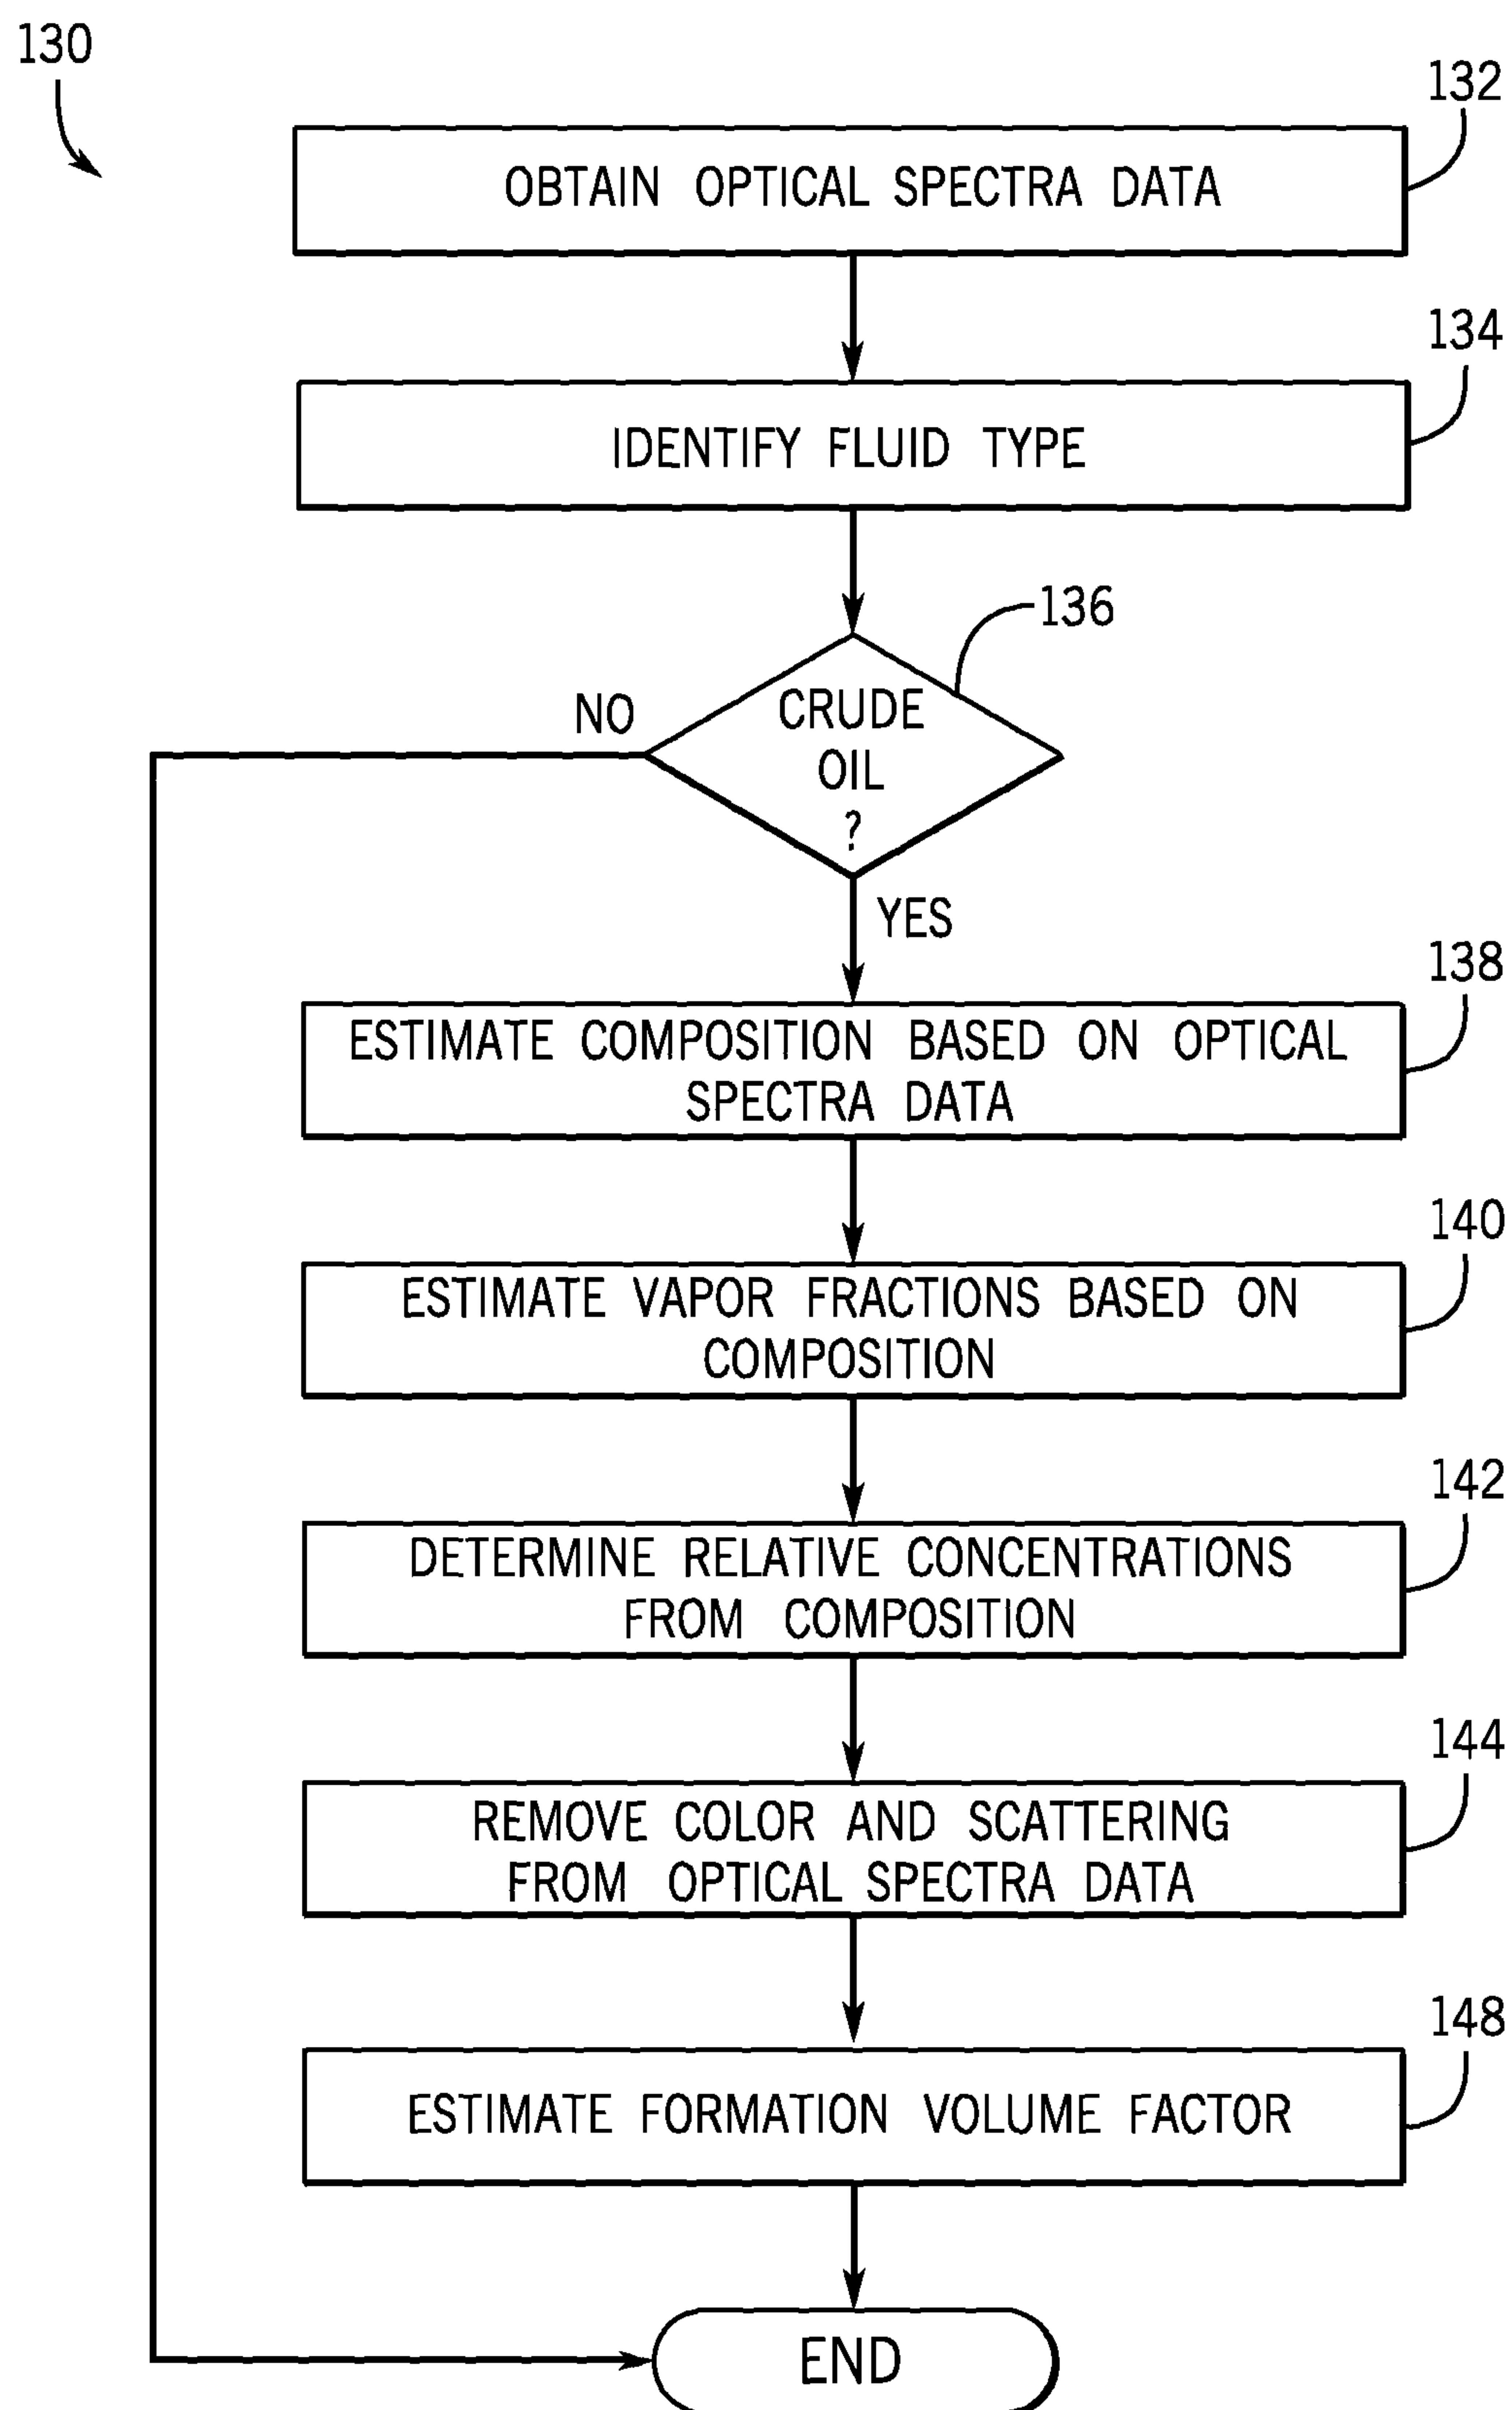 130
132
OBTAIN OPTICAL SPECTRA DATA
134
IDENTIFY FLUID TYPE
136
NO
CRUDE
OIL
?
YES
138
ESTIMATE COMPOSITION BASED ON OPTICAL
SPECTRA DATA
140
ESTIMATE VAPOR FRACTIONS BASED ON
COMPOSITION
142
DETERMINE RELATIVE CONCENTRATIONS
FROM COMPOSITION
144
REMOVE COLOR AND SCATTERING
FROM OPTICAL SPECTRA DATA
148
ESTIMATE FORMATION VOLUME FACTOR
END